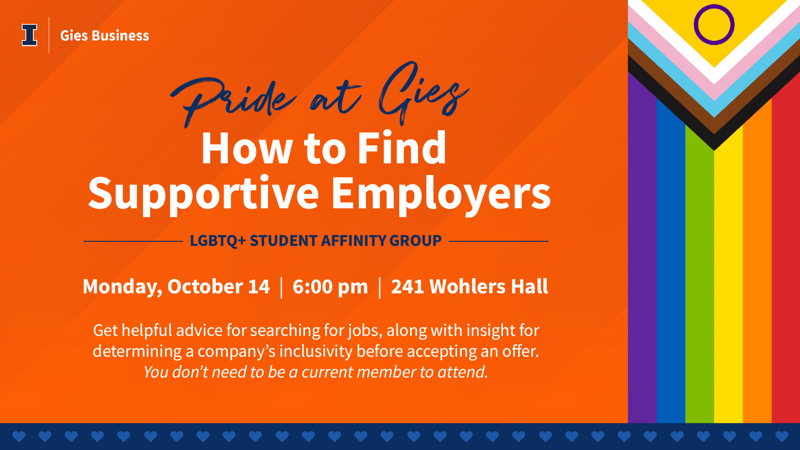 I
Gies Business
Pride at Gies
How to Find
Supportive Employers
LGBTQ+ STUDENT AFFINITY GROUP
Monday, October 14 | 6:00 pm | 241 Wohlers Hall
Get helpful advice for searching for jobs, along with insight for
determining a company’s inclusivity before accepting an offer.
You don’t need to be a current member to attend.